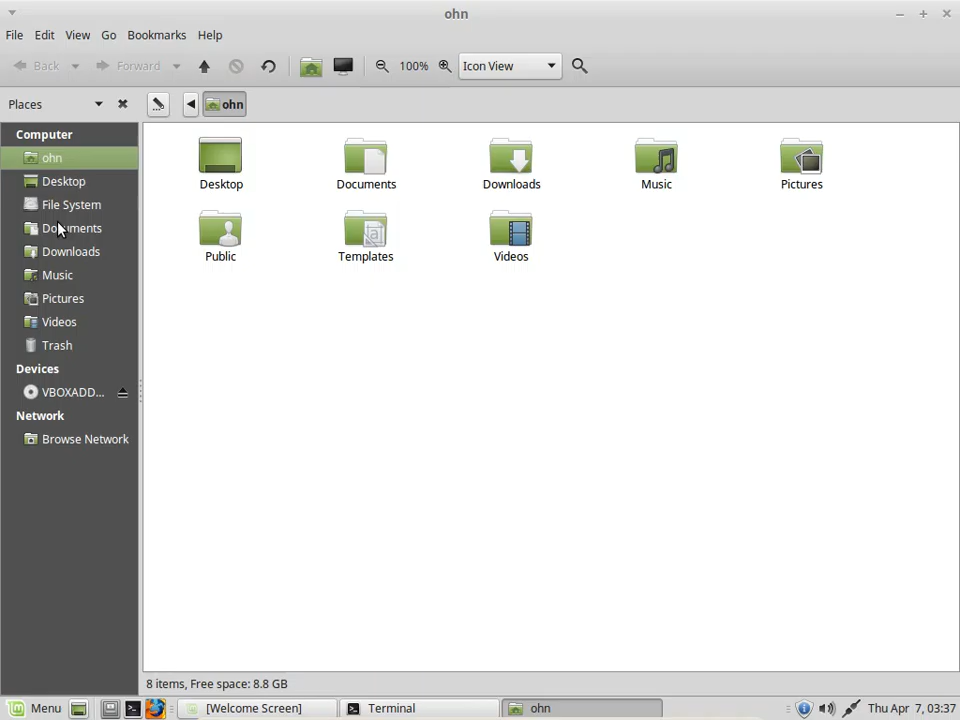 ohn
File Edit View Go Bookmarks Help
Back Forward 100% Icon View
Places ohn
Computer
ohn
Desktop
File System
Documents
Downloads
Music
Pictures
Videos
Trash
Devices
VBOXADD...
Network
Browse Network
Desktop Documents Downloads Music Pictures
Public Templates Videos
8 items, Free space: 8.8 GB
Menu [Welcome Screen] Terminal ohn Thu Apr 7, 03:37